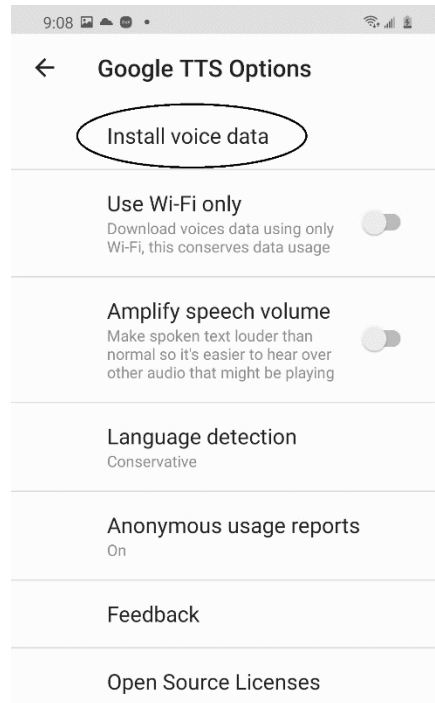 9:08
Google TTS Options
Install voice data
Use Wi-Fi only
Download voices data using only
Wi-Fi, this conserves data usage
Amplify speech volume
Make spoken text louder than
normal so it's easier to hear over
other audio that might be playing
Language detection
Conservative
Anonymous usage reports
On
Feedback
Open Source Licenses